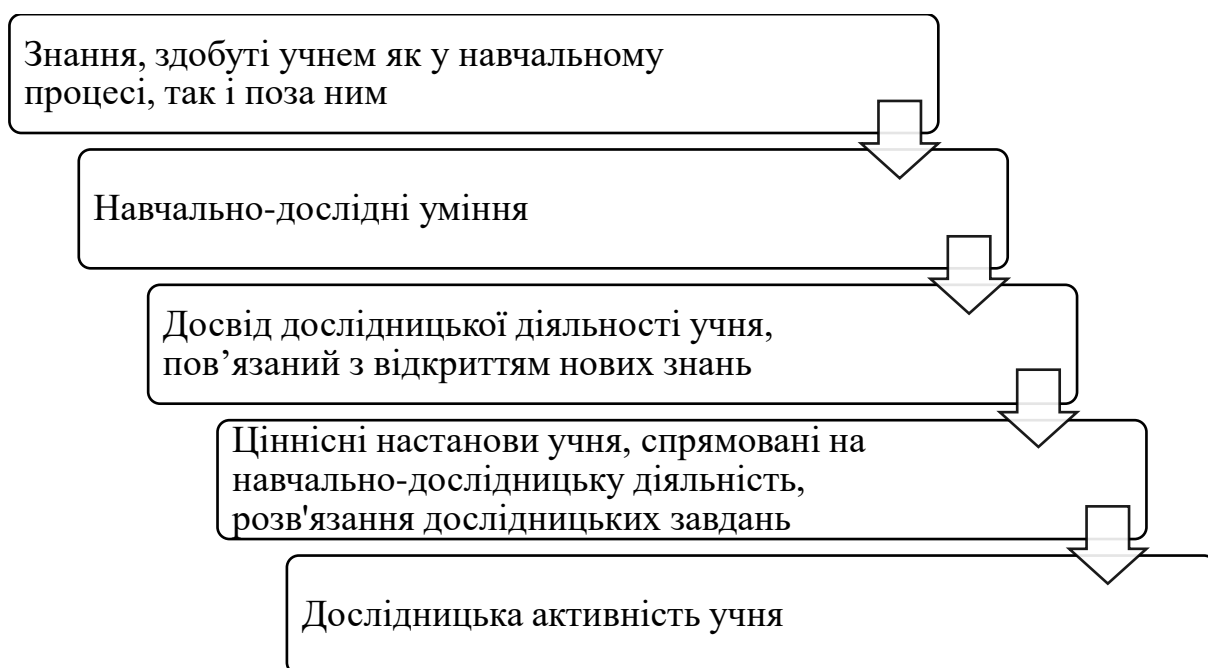 Знання, здобуті учнем як у навчальному
процесі, так і поза ним
Навчально-дослідні уміння
Досвід дослідницької діяльності учня,
пов’язаний з відкриттям нових знань
Ціннісні настанови учня, спрямовані на
навчально-дослідницьку діяльність,
розв'язання дослідницьких завдань
Дослідницька активність учня